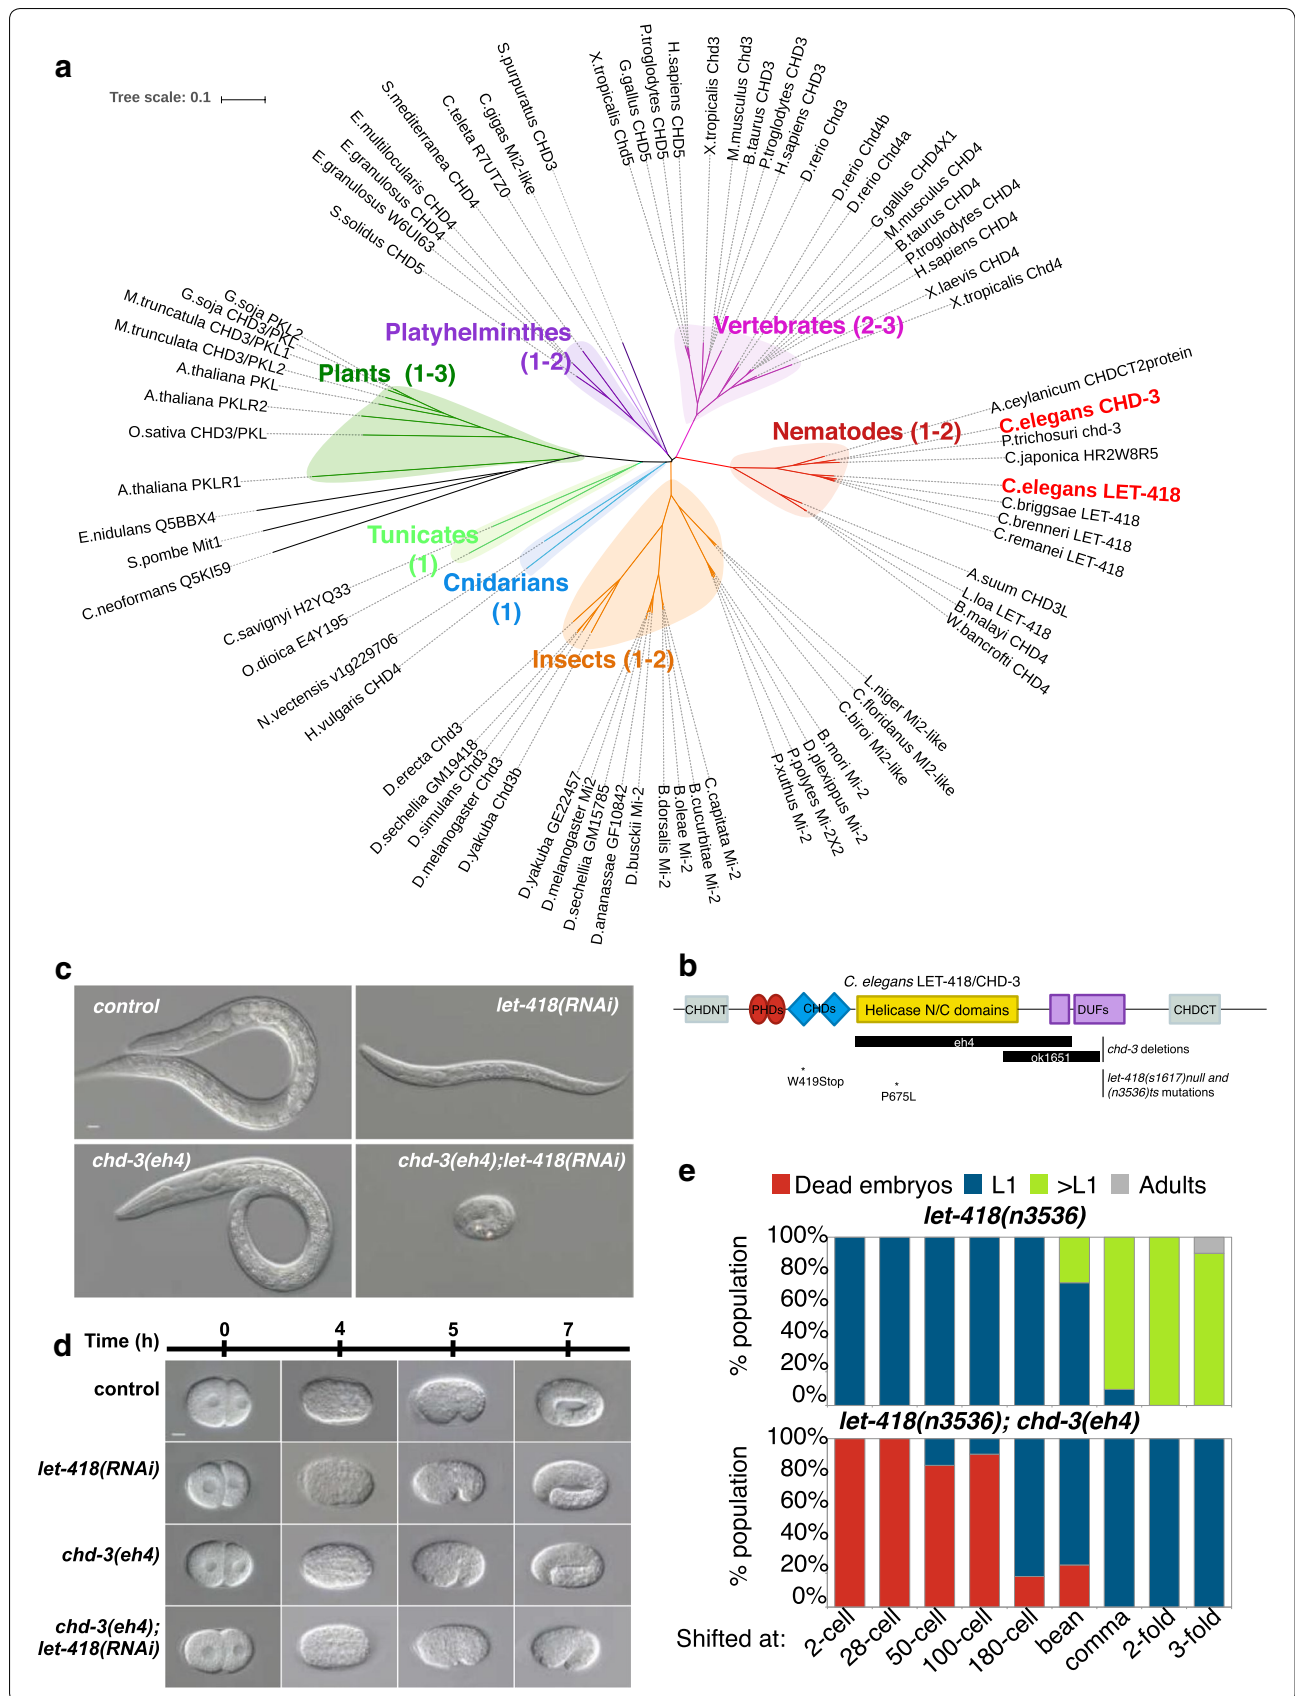 a
Tree scale: 0.1
S.solidus CHD5
E.granulosus W6UI63
E.granulosus CHD4
E.multilocularis CHD4
S.mediterranea CHD4
C.teleta R7UTZ0
C.gigas Mi2-like
S.purpuratus CHD3
X.tropicalis Chd5
G.gallus CHD5
P.troglodytes CHD5
H.sapiens CHD5
X.tropicalis Chd3
M.musculus Chd3
B.taurus CHD3
P.troglodytes CHD3
H.sapiens CHD3
D.rerio Chd3
D.rerio Chd4b
D.rerio Chd4a
G.gallus CHD4X1
M.musculus CHD4
B.taurus CHD4
P.troglodytes CHD4
H.sapiens CHD4
X.laevis CHD4
X.tropicalis Chd4
Platyhelminthes
(1-2)
Vertebrates (2-3)
Plants (1-3)
G.soja PKL2
G.soja CHD3/PKL
M.truncatula CHD3/PKL1
M.trunculata CHD3/PKL2
A.thaliana PKL
A.thaliana PKLR2
O.sativa CHD3/PKL
A.thaliana PKLR1
E.nidulans Q5BBX4
S.pombe Mit1
C.neoformans Q5KI59
Nematodes (1-2)
A.ceylanicum CHDCT2protein
C.elegans CHD-3
P.trichosuri chd-3
C.japonica HR2W8R5
C.elegans LET-418
C.briggsae LET-418
C.brenneri LET-418
C.remanei LET-418
A.suum CHD3L
L.loa LET-418
B.malayi CHD4
W.bancrofti CHD4
Tunicates
(1)
Cnidarians
(1)
C.savignyi H2YQ33
O.dioica E4Y195
N.vectensis v1g229706
H.vulgaris CHD4
Insects (1-2)
D.erecta Chd3
D.sechellia GM19418
D.simulans Chd3
D.melanogaster Chd3
D.yakuba Chd3b
D.yakuba GE22457
D.melanogaster Mi2
D.sechellia GM15785
D.ananassae GF10842
D.busckii Mi-2
B.dorsalis Mi-2
B.oleae Mi-2
B.cucurbitae Mi-2
C.capitata Mi-2
P.xuthus Mi-2
P.polytes Mi-2X2
D.plexippus Mi-2
B.mori Mi-2
C.biroi Mi2-like
C.floridanus MI2-like
L.niger Mi2-like
b
C. elegans LET-418/CHD-3
CHDNT
PHDs
CHDs
Helicase N/C domains
DUFs
CHDCT
eh4
ok1651
chd-3 deletions
*
W419Stop
*
P675L
let-418(s1617)null and
(n3536)ts mutations
c
control
let-418(RNAi)
chd-3(eh4)
chd-3(eh4);let-418(RNAi)
d
Time (h)
0 4 5 7
control
let-418(RNAi)
chd-3(eh4)
chd-3(eh4);
let-418(RNAi)
e
Dead embryos L1 >L1 Adults
let-418(n3536)
% population
100%
80%
60%
40%
20%
0%
let-418(n3536); chd-3(eh4)
% population
100%
80%
60%
40%
20%
0%
Shifted at:
2-cell
28-cell
50-cell
100-cell
180-cell
bean
comma
2-fold
3-fold